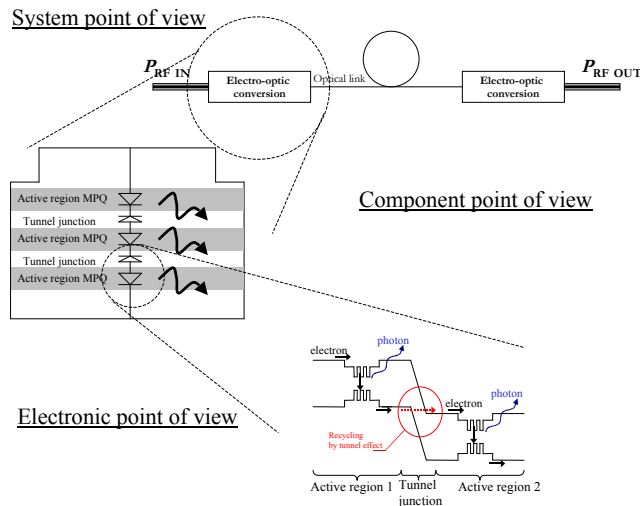 System point of view
P RF IN
Electro-optic
conversion
Optical link
Electro-optic
conversion
P RF OUT
Active region MPQ
Tunnel junction
Active region MPQ
Tunnel junction
Active region MPQ
Component point of view
Electronic point of view
electron
photon
electron
photon
Recycling
by tunnel effect
Active region 1
Tunnel
junction
Active region 2